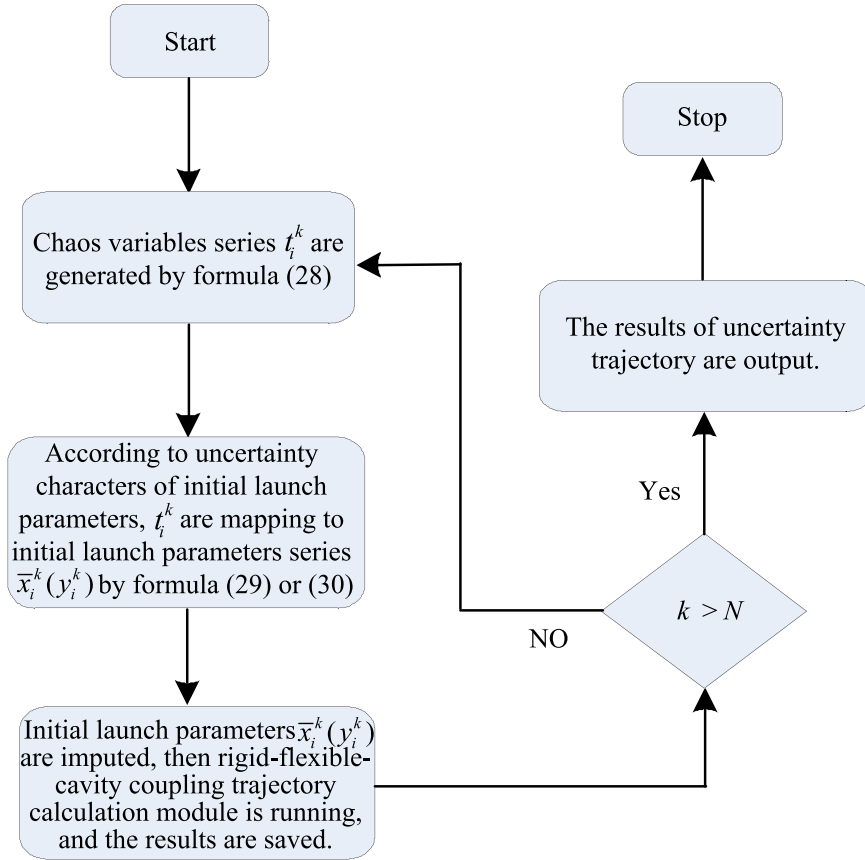 Start
Chaos variables series $t_i^k$ are
generated by formula (28)
According to uncertainty
characters of initial launch
parameters, $t_i^k$ are mapping to
initial launch parameters series
$\overline{x}_i^k(y_i^k)$ by formula (29) or (30)
Initial launch parameters $\overline{x}_i^k(y_i^k)$
are imputed, then rigid-flexible-
cavity coupling trajectory
calculation module is running,
and the results are saved.
k > N
NO
Yes
The results of uncertainty
trajectory are output.
Stop